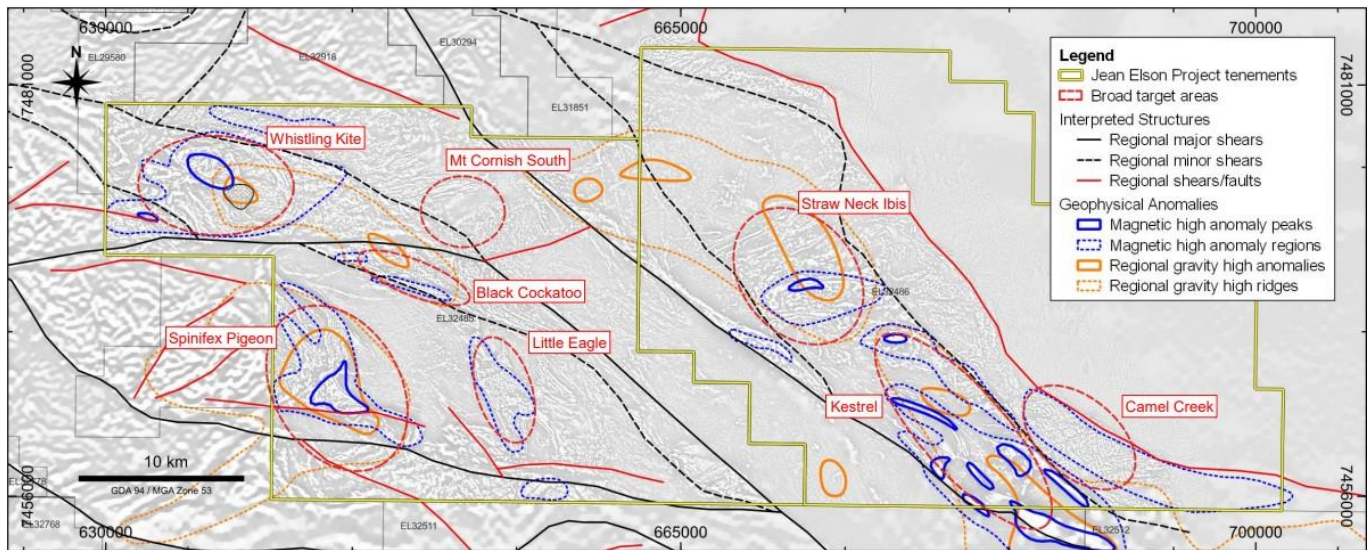 630000
665000
700000
EL29580
EL32918
EL30294
EL31851
N
7481000
7481000
Legend
Jean Elson Project tenements
Broad target areas
Interpreted Structures
Regional major shears
Regional minor shears
Regional shears/faults
Geophysical Anomalies
Magnetic high anomaly peaks
Magnetic high anomaly regions
Regional gravity high anomalies
Regional gravity high ridges
Whistling Kite
Mt Cornish South
Straw Neck Ibis
Black Cockatoo
EL32486
EL32485
Spinifex Pigeon
Little Eagle
Kestrel
Camel Creek
10 km
GDA 94 / MGA Zone 53
7456000
7456000
EL32768
EL32511
EL32512
630000
665000
700000